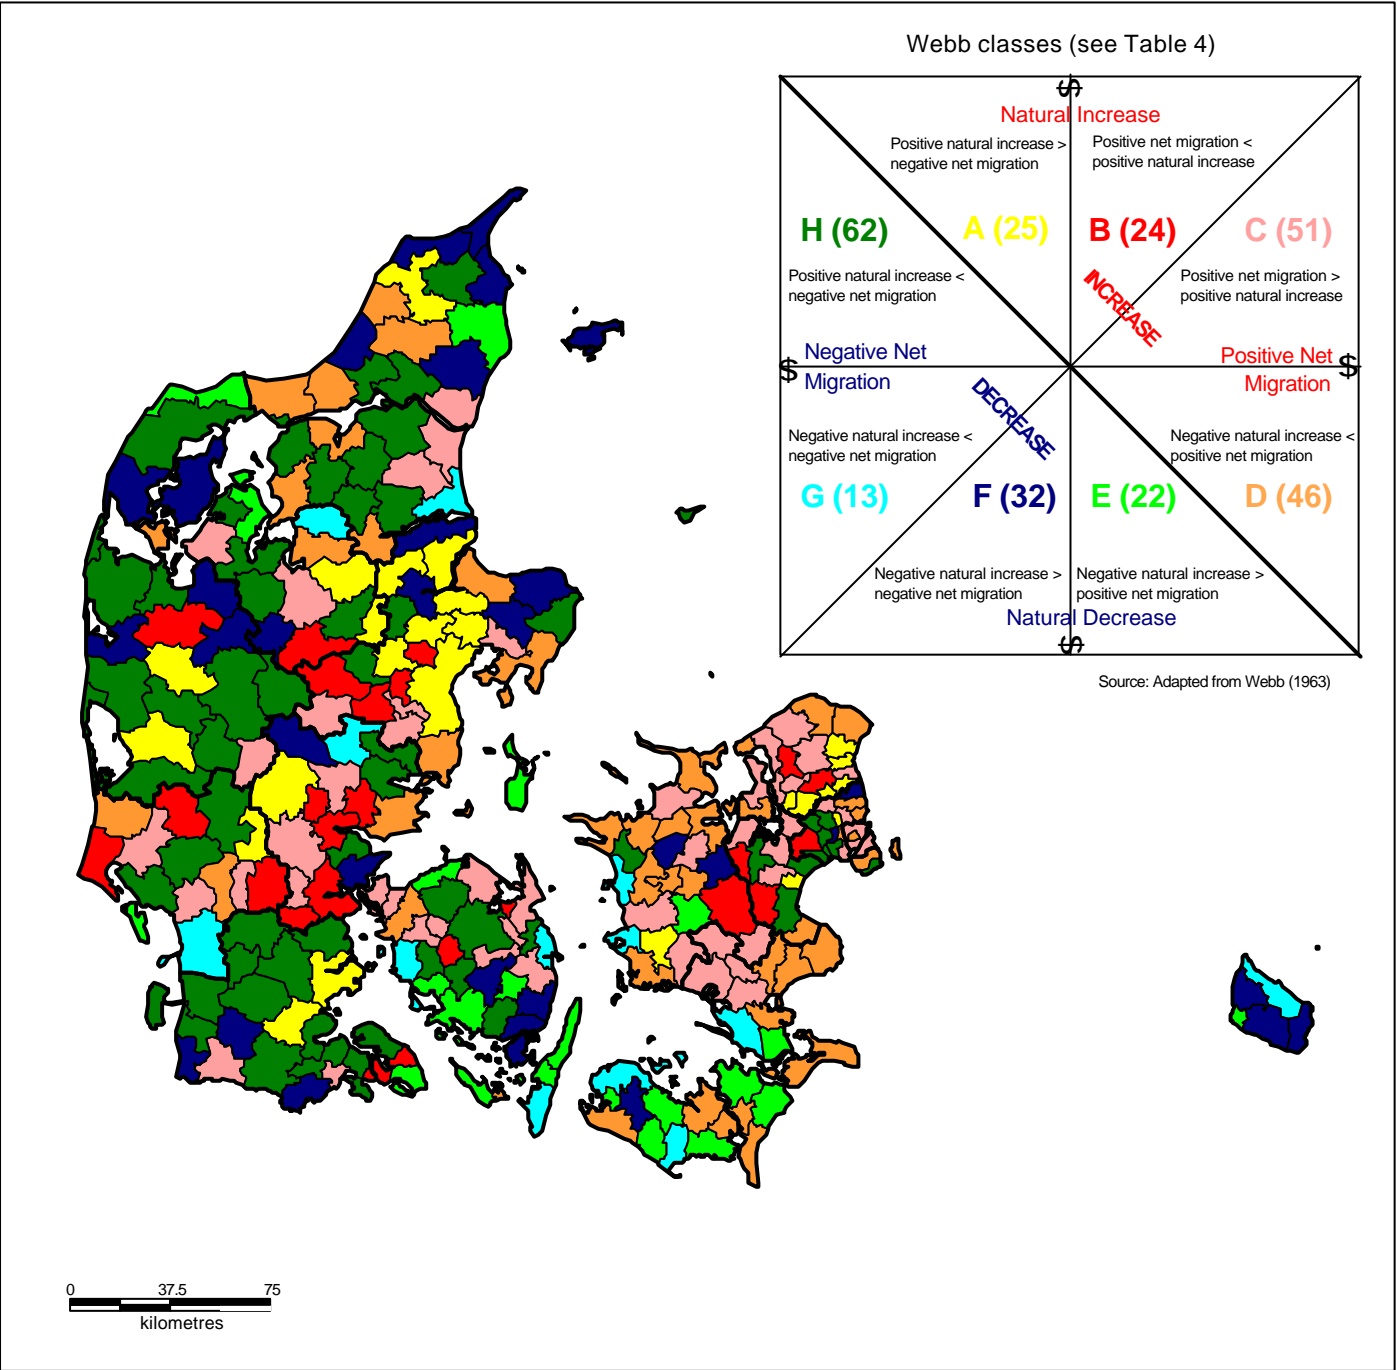 Webb classes (see Table 4)
$
Natural Increase
Positive natural increase >
negative net migration
Positive net migration <
positive natural increase
H (62)
A (25)
B (24)
C (51)
Positive natural increase <
negative net migration
INCREASE
Positive net migration >
positive natural increase
$
Negative Net
Migration
Positive Net
Migration
$
DECREASE
Negative natural increase <
negative net migration
Negative natural increase <
positive net migration
G (13)
F (32)
E (22)
D (46)
Negative natural increase >
negative net migration
Negative natural increase >
positive net migration
Natural Decrease
$
Source: Adapted from Webb (1963)
0 37.5 75
kilometres